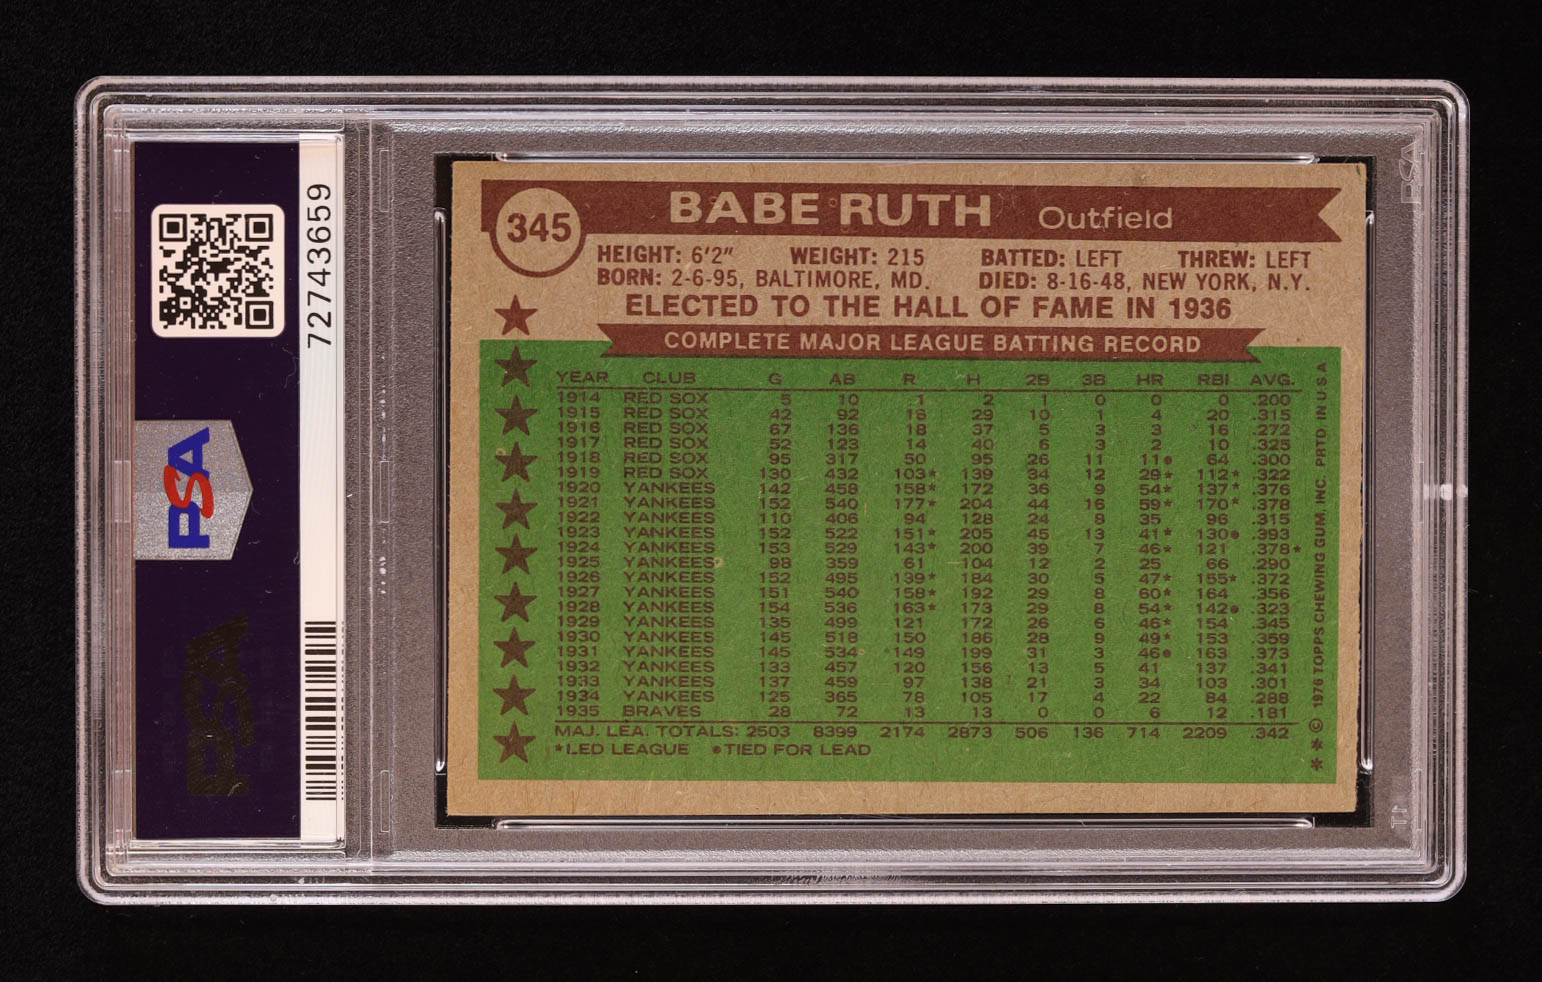 72743659
PSA
PSA
PSA
345
BABE RUTH Outfield
HEIGHT: 6'2" WEIGHT: 215 BATTED: LEFT THREW: LEFT
BORN: 2-6-95, BALTIMORE, MD. DIED: 8-16-48, NEW YORK, N.Y.
ELECTED TO THE HALL OF FAME IN 1936
COMPLETE MAJOR LEAGUE BATTING RECORD
YEAR CLUB G AB R H 2B 3B HR RBI AVG.
1914 RED SOX 5 10 1 2 1 0 0 0 .200
1915 RED SOX 42 92 16 29 10 1 4 20 .315
1916 RED SOX 67 136 18 37 5 3 3 16 .272
1917 RED SOX 52 123 14 40 6 3 2 10 .325
1918 RED SOX 95 317 50 95 26 11 11● 64 .300
1919 RED SOX 130 432 103* 139 34 12 29* 112* .322
1920 YANKEES 142 458 158* 172 36 9 54* 137* .376
1921 YANKEES 152 540 177* 204 44 16 59* 170* .378
1922 YANKEES 110 406 94 128 24 8 35 96 .315
1923 YANKEES 152 522 151* 205 45 13 41* 130● .393
1924 YANKEES 153 529 143* 200 39 7 46* 121 .378*
1925 YANKEES 98 359 61 104 12 2 25 66 .290
1926 YANKEES 152 495 139* 184 30 5 47* 155* .372
1927 YANKEES 151 540 158* 192 29 8 60* 164 .356
1928 YANKEES 154 536 163* 173 29 8 54* 142● .323
1929 YANKEES 135 499 121 172 26 6 46* 154 .345
1930 YANKEES 145 518 150 186 28 9 49* 153 .359
1931 YANKEES 145 534 149 199 31 3 46● 163 .373
1932 YANKEES 133 457 120 156 13 5 41 137 .341
1933 YANKEES 137 459 97 138 21 3 34 103 .301
1934 YANKEES 125 365 78 105 17 4 22 84 .288
1935 BRAVES 28 72 13 13 0 0 6 12 .181
MAJ. LEA. TOTALS: 2503 8399 2174 2873 506 136 714 2209 .342
*LED LEAGUE ●TIED FOR LEAD
** © 1976 TOPPS CHEWING GUM, INC. PRTD. IN U.S.A.